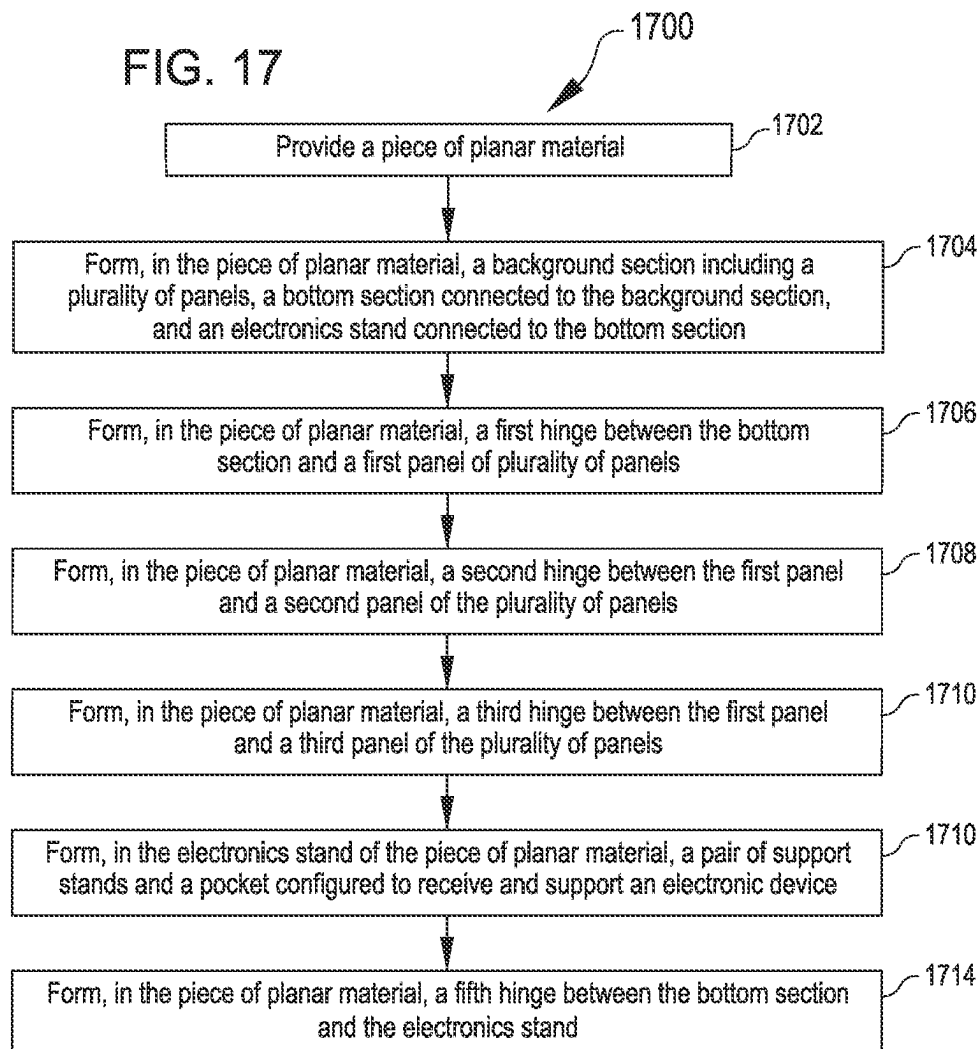 FIG. 17
1700
Provide a piece of planar material
1702
Form, in the piece of planar material, a background section including a
plurality of panels, a bottom section connected to the background section,
and an electronics stand connected to the bottom section
1704
Form, in the piece of planar material, a first hinge between the bottom
section and a first panel of plurality of panels
1706
Form, in the piece of planar material, a second hinge between the first panel
and a second panel of the plurality of panels
1708
Form, in the piece of planar material, a third hinge between the first panel
and a third panel of the plurality of panels
1710
Form, in the electronics stand of the piece of planar material, a pair of support
stands and a pocket configured to receive and support an electronic device
1710
Form, in the piece of planar material, a fifth hinge between the bottom section
and the electronics stand
1714